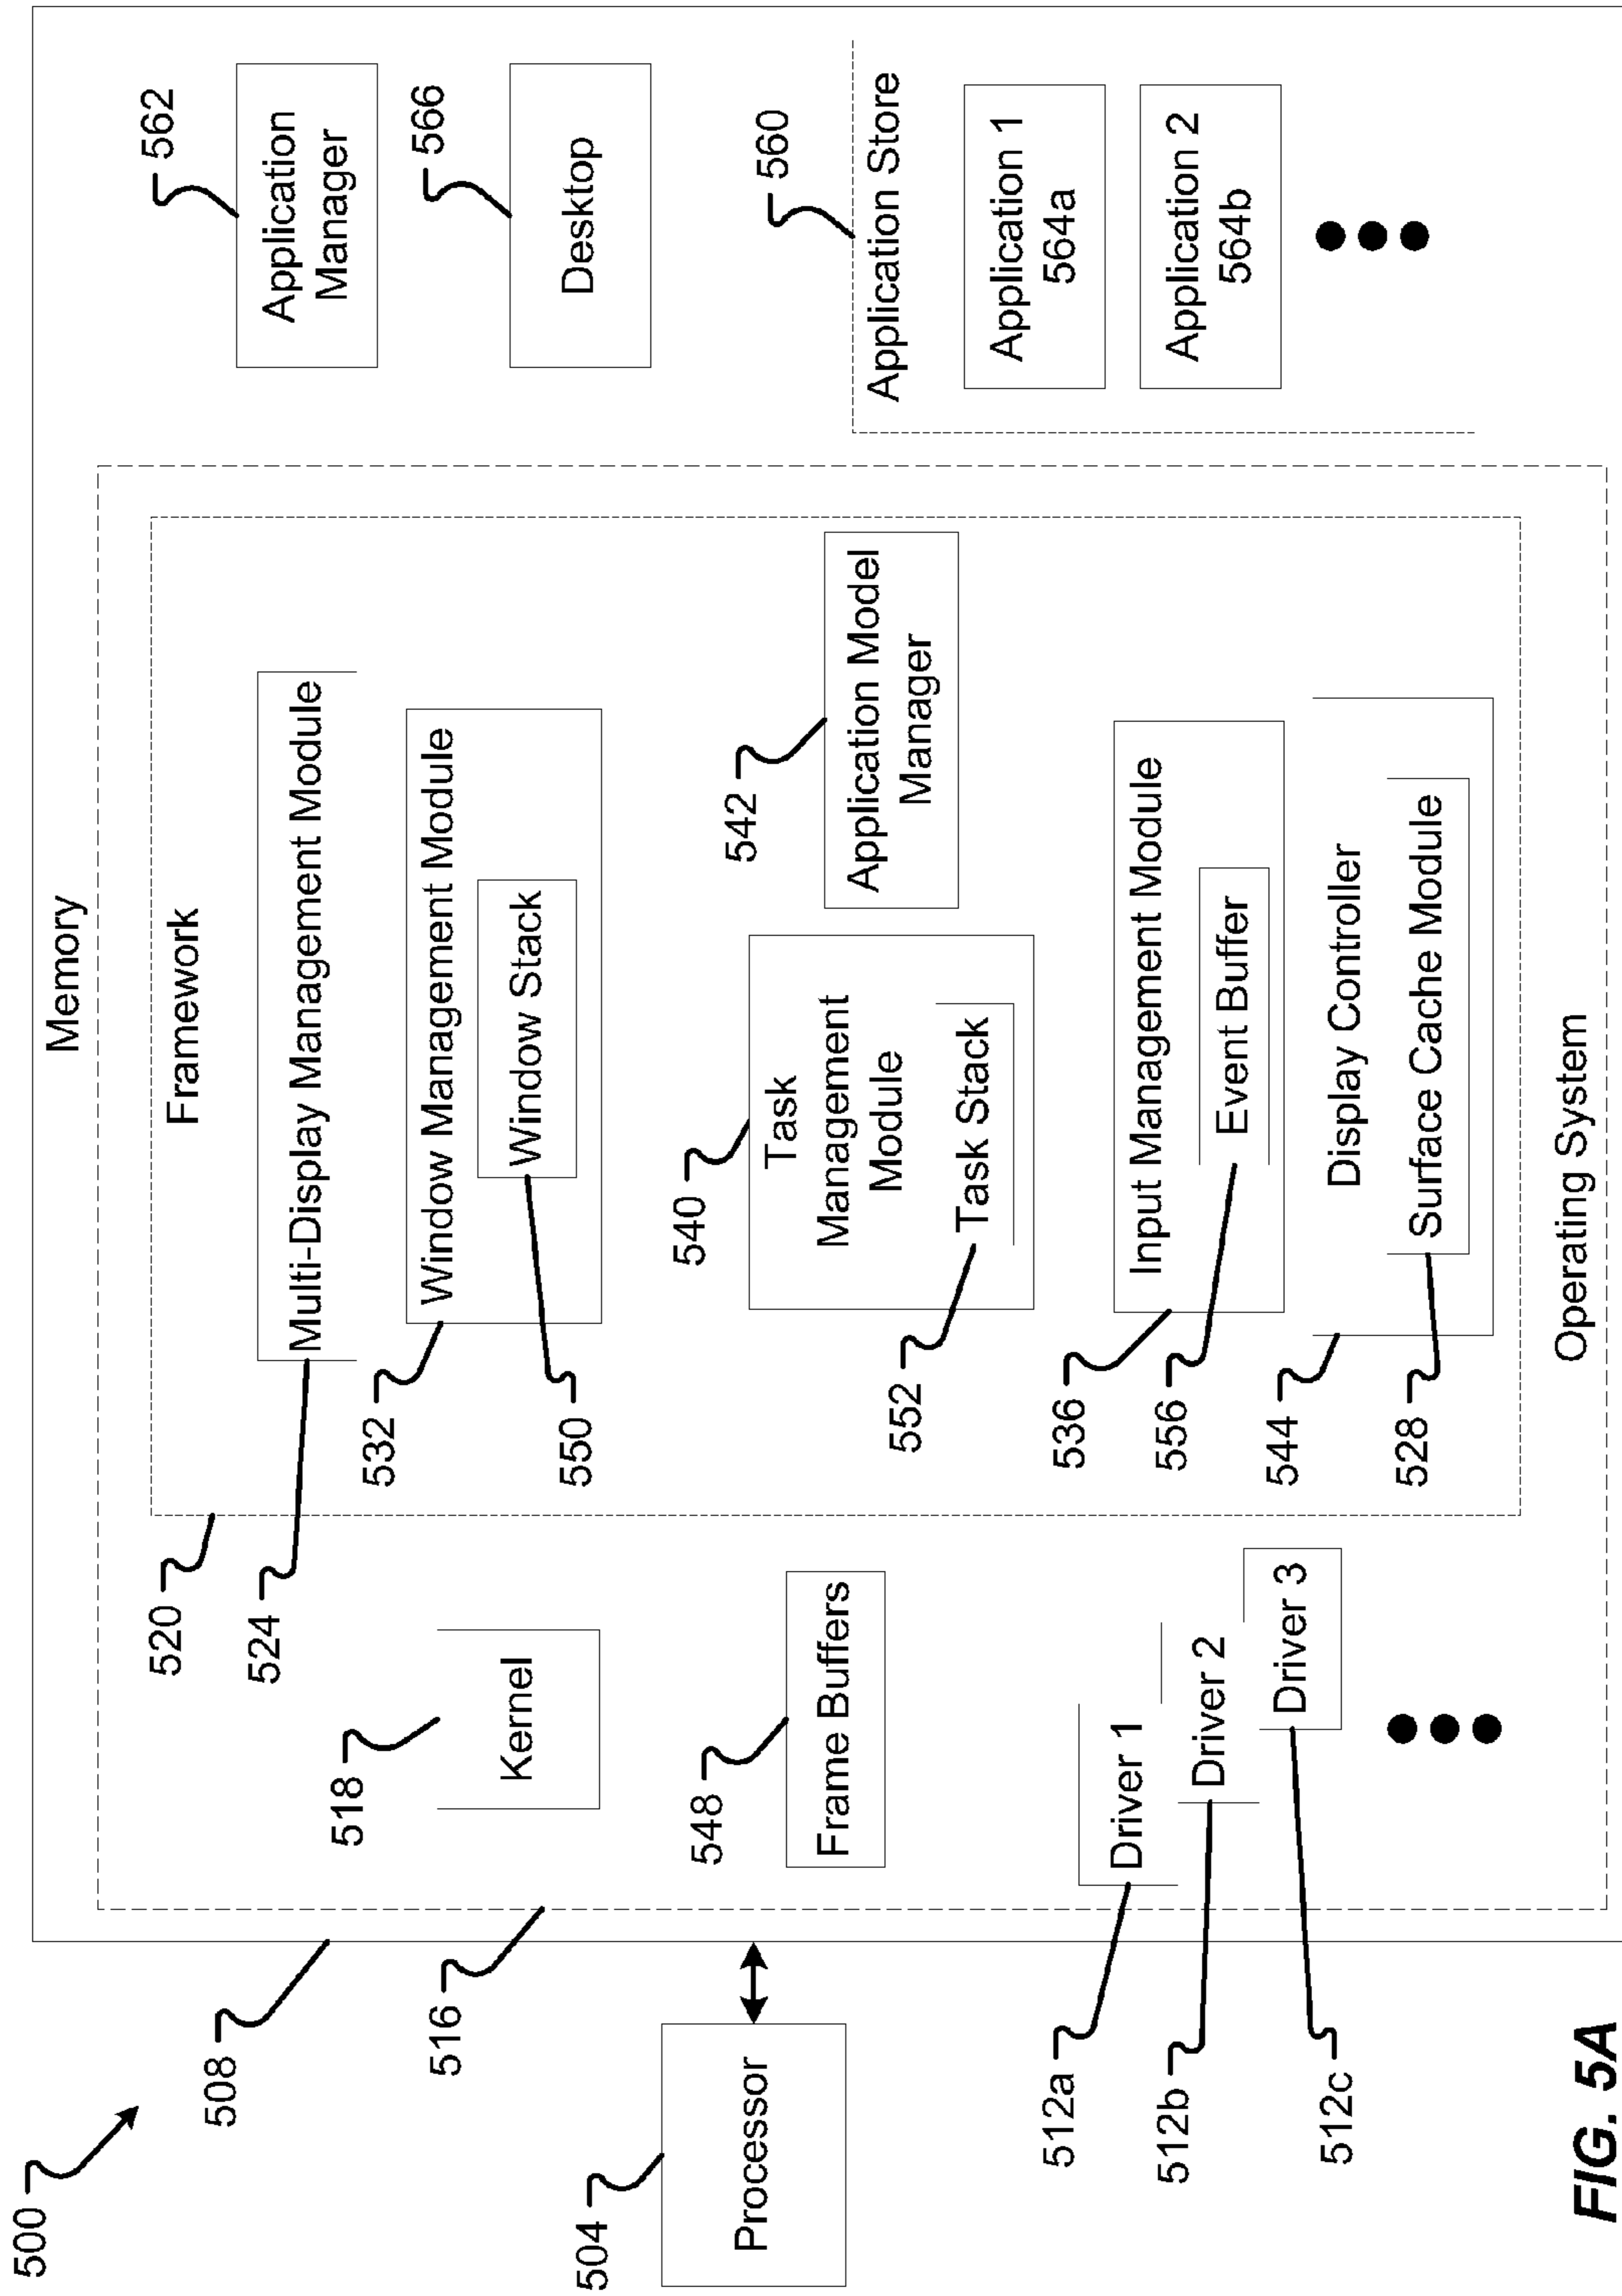 500
508
Memory
516
520
Framework
562
Application
Manager
524
Multi-Display Management Module
518
Kernel
532
Window Management Module
550
Window Stack
566
Desktop
504
Processor
548
Frame Buffers
540
Task
Management
Module
552
Task Stack
542
Application Model
Manager
560
Application Store
Application 1
564a
Application 2
564b
512a
Driver 1
512b
Driver 2
512c
Driver 3
536
Input Management Module
556
Event Buffer
544
Display Controller
528
Surface Cache Module
Operating System
FIG. 5A